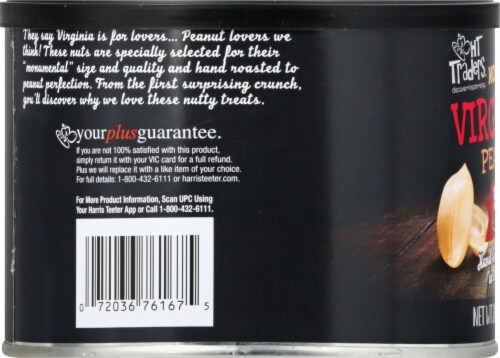 They say Virginia is for lovers... Peanut lovers we
think! These nuts are specially selected for their
"monumental" size and quality and hand roasted to
peanut perfection. From the first surprising crunch,
you'll discover why we love these nutty treats.
yourplusguarantee.
If you are not 100% satisfied with this product,
simply return it with your VIC card for a full refund.
Plus we will replace it with a like item of your choice.
For full details: 1-800-432-6111 or harristeeter.com
For More Product Information, Scan UPC Using
Your Harris Teeter App or Call 1-800-432-6111.
0 72036 76167 5
HT
Traders
VIRG
PE
NET WT